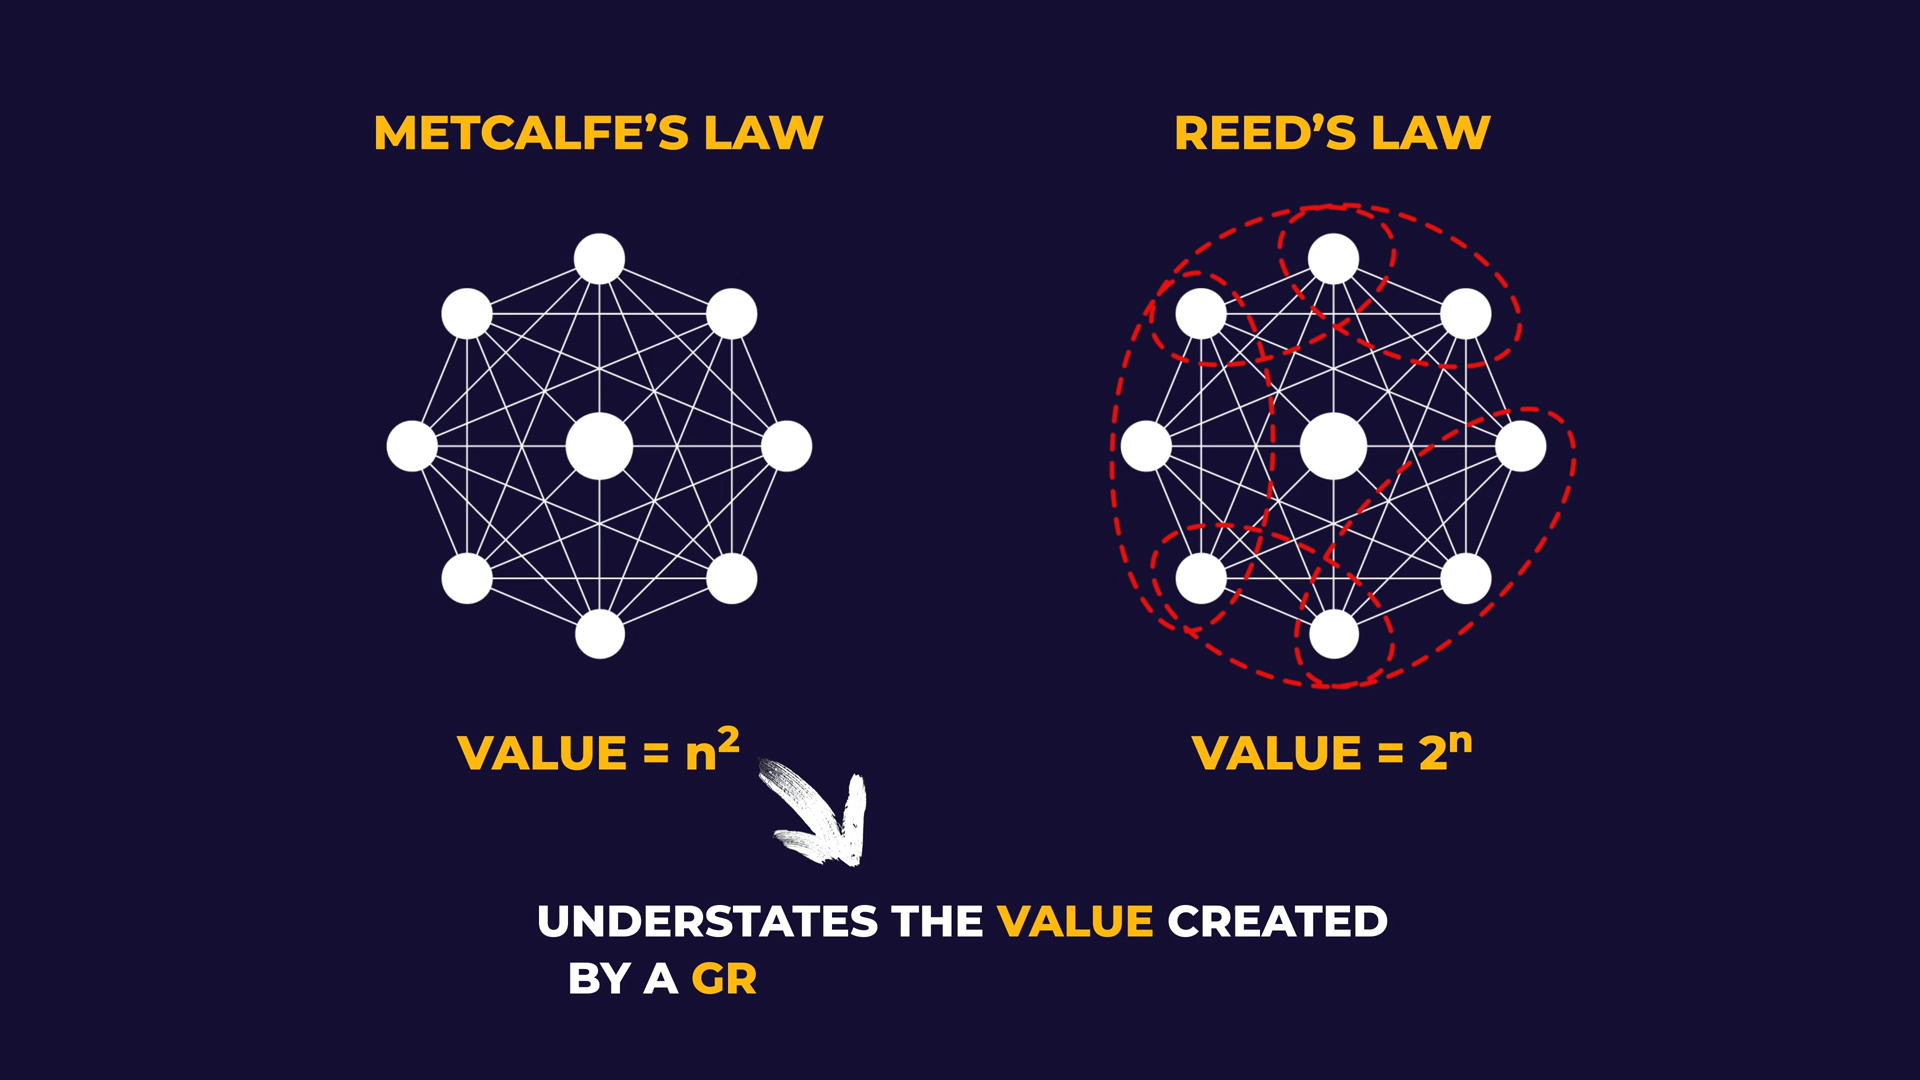 METCALFE’S LAW
REED’S LAW
VALUE = n²
VALUE = 2ⁿ
UNDERSTATES THE VALUE CREATED
BY A GR